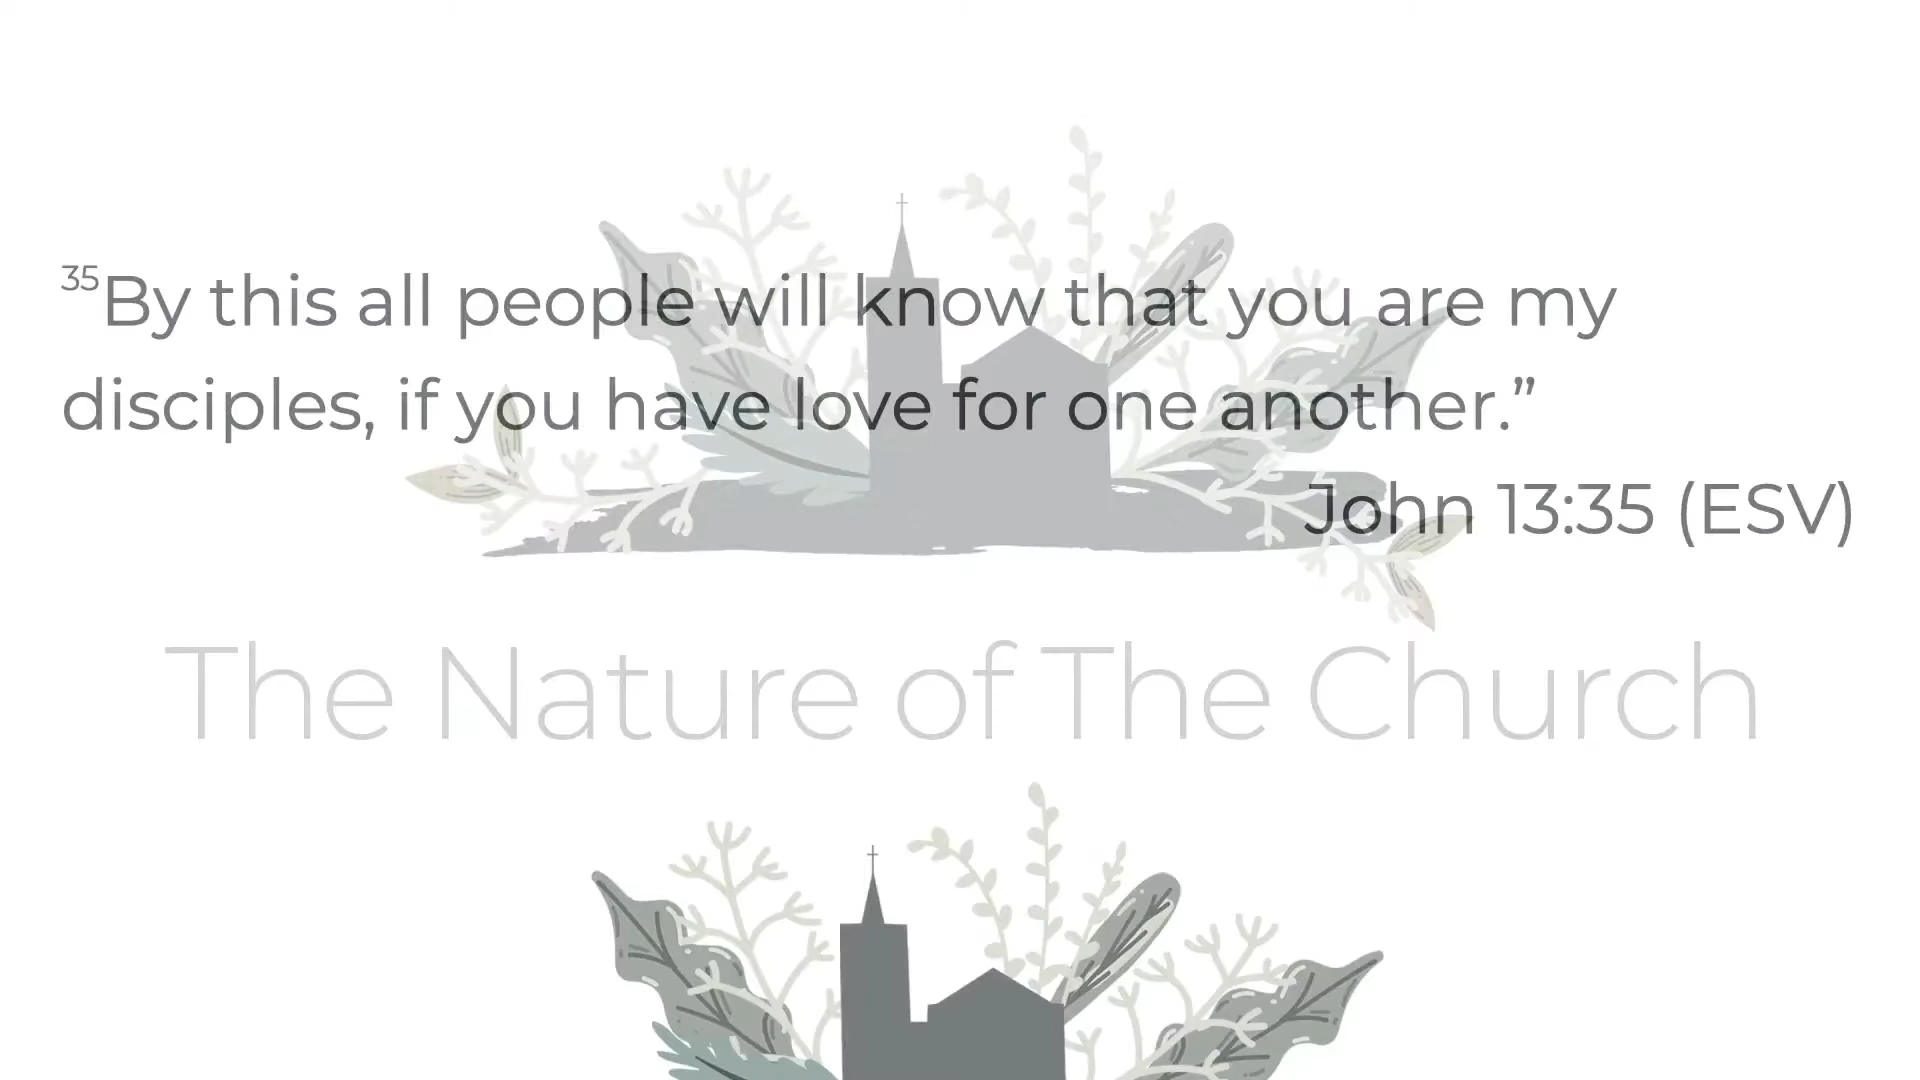 35By this all people will know that you are my
disciples, if you have love for one another.”
John 13:35 (ESV)
The Nature of The Church